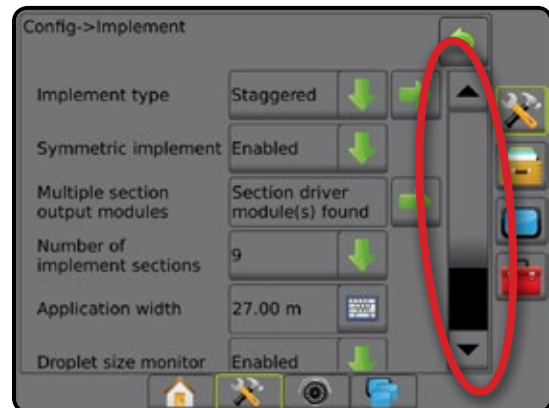 Config->Implement
Implement type
Staggered
Symmetric implement
Enabled
Multiple section
output modules
Section driver
module(s) found
Number of
implement sections
9
Application width
27.00 m
Droplet size monitor
Enabled